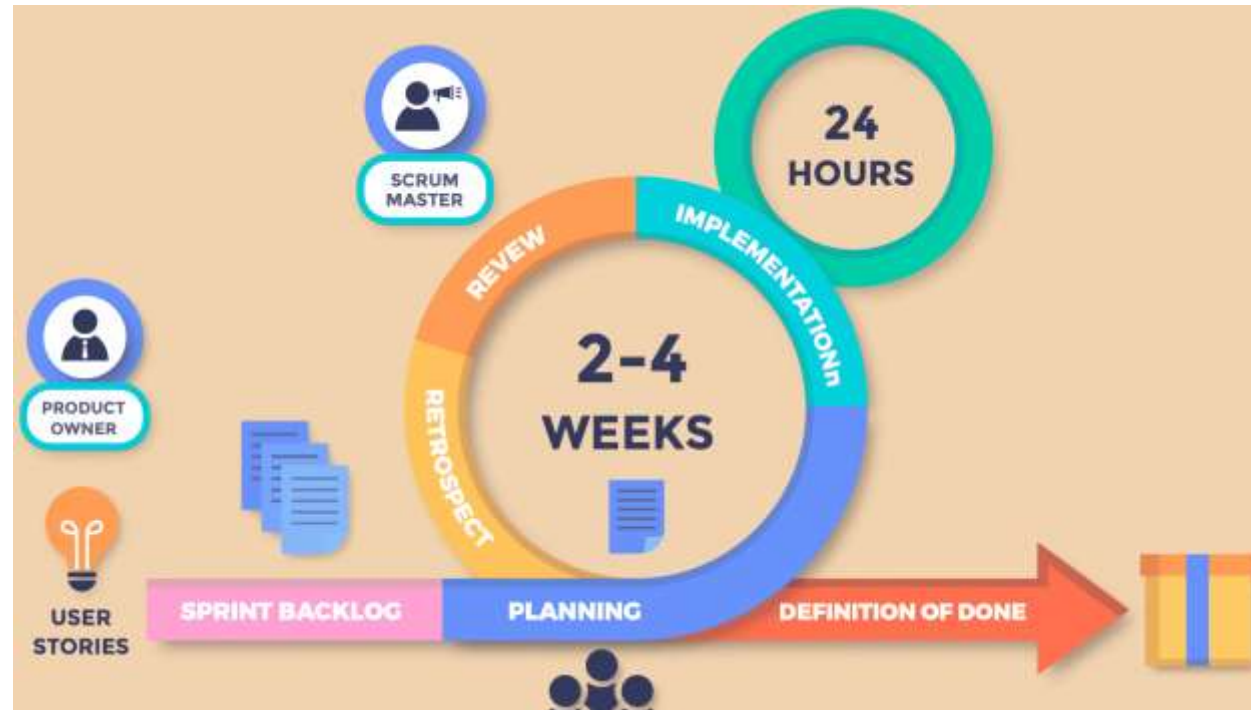 SCRUM
MASTER
24
HOURS
REVEW
IMPLEMENTATIONn
PRODUCT
OWNER
2-4
WEEKS
RETROSPECT
USER
STORIES
SPRINT BACKLOG
PLANNING
DEFINITION OF DONE